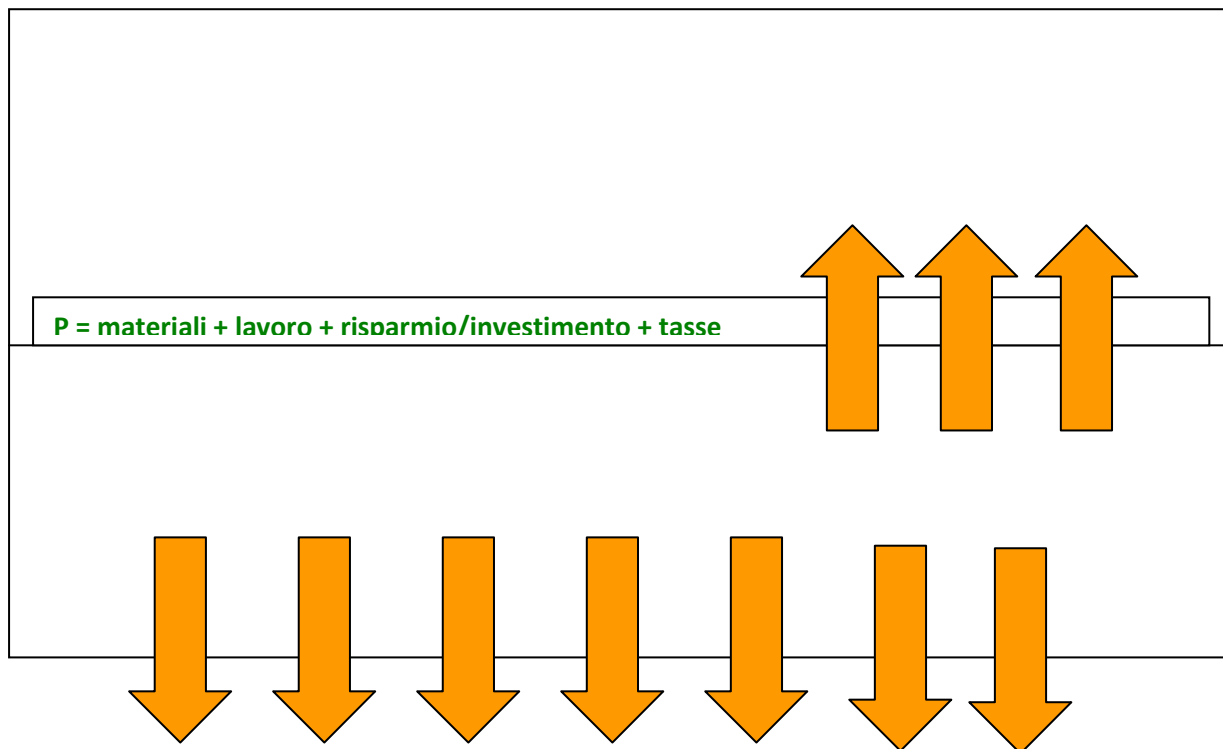 P = materiali + lavoro + risparmio/investimento + tasse